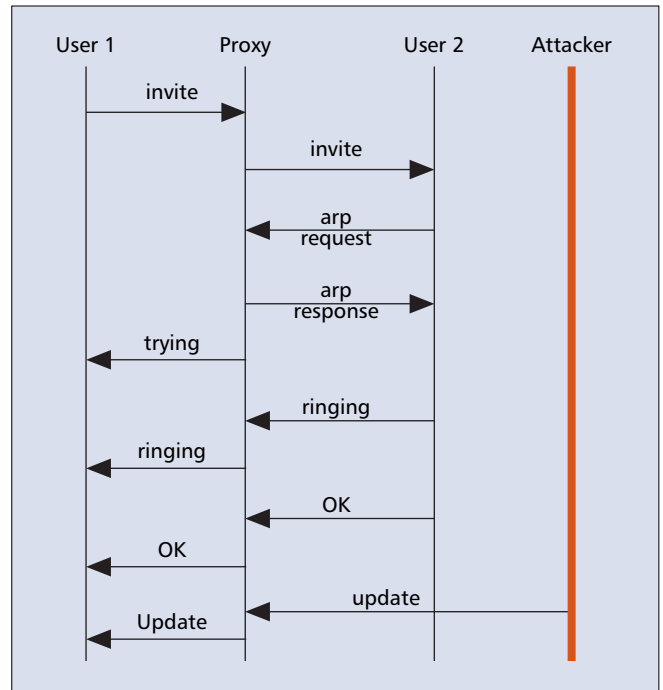 User 1 Proxy User 2 Attacker
invite
invite
arp
request
arp
response
trying
ringing
ringing
OK
OK
update
Update